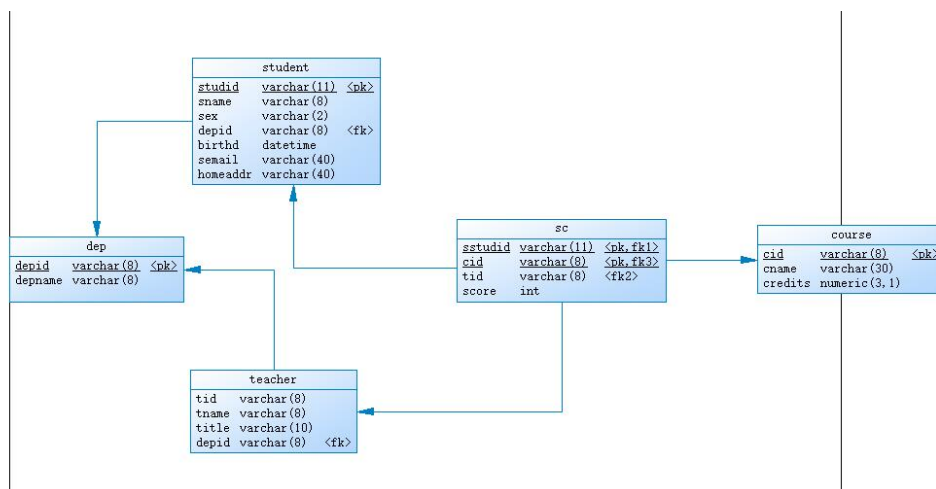 student
studid varchar(11) <pk>
sname varchar(8)
sex varchar(2)
depid varchar(8) <fk>
birthd datetime
semail varchar(40)
homeaddr varchar(40)
dep
depid varchar(8) <pk>
depname varchar(8)
sc
sstudid varchar(11) <pk,fk1>
cid varchar(8) <pk,fk3>
tid varchar(8) <fk2>
score int
course
cid varchar(8) <pk>
cname varchar(30)
credits numeric(3,1)
teacher
tid varchar(8)
tname varchar(8)
title varchar(10)
depid varchar(8) <fk>